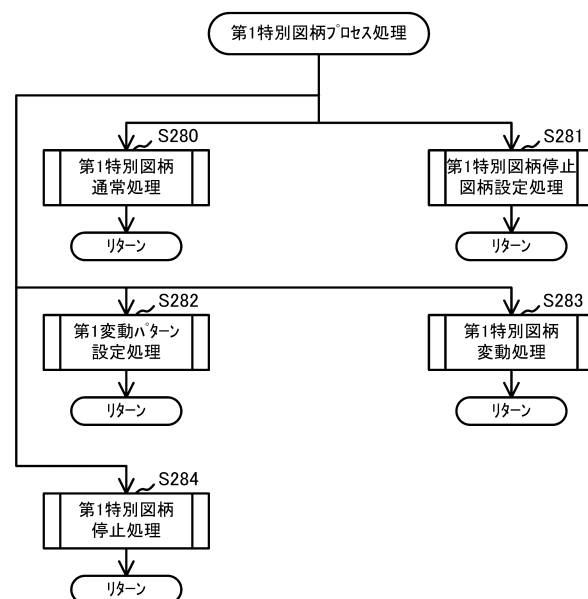 第1特別図柄プロセス処理
S280
第1特別図柄
通常処理
リターン
S281
第1特別図柄停止
図柄設定処理
リターン
S282
第1変動パターン
設定処理
リターン
S283
第1特別図柄
変動処理
リターン
S284
第1特別図柄
停止処理
リターン